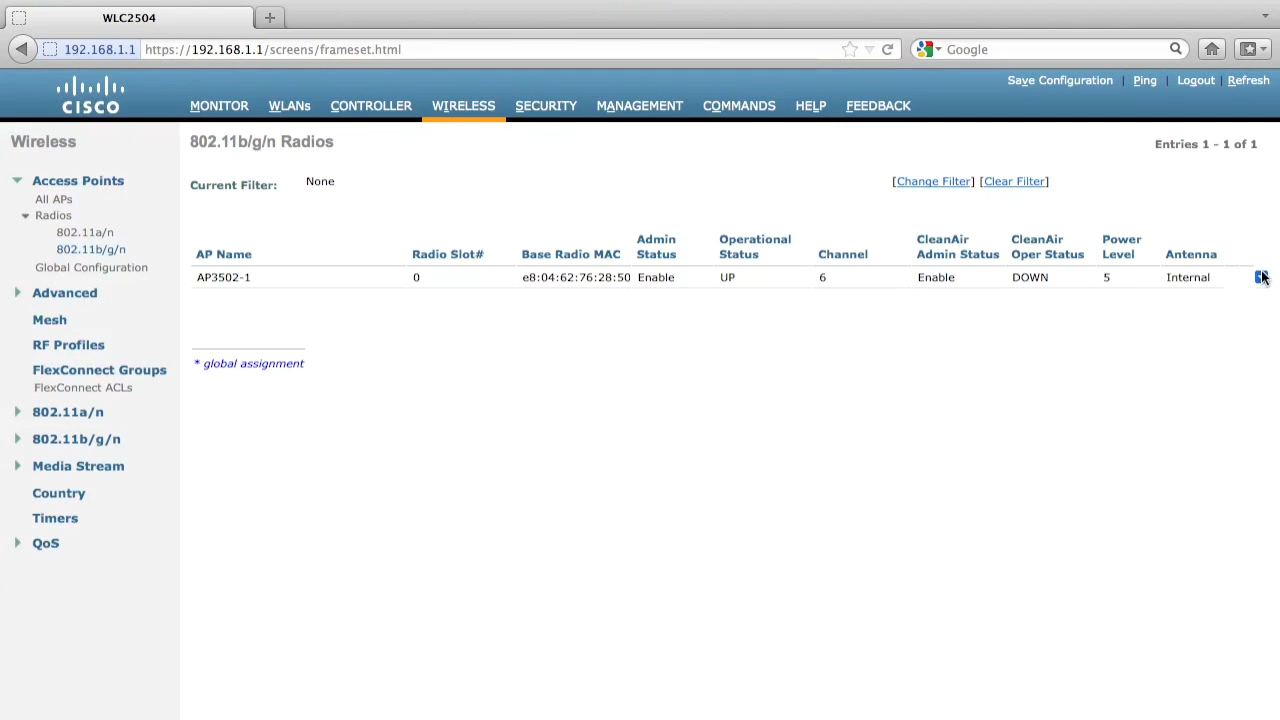 WLC2504
192.168.1.1 https://192.168.1.1/screens/frameset.html Google
Save Configuration | Ping | Logout | Refresh
CISCO MONITOR WLANs CONTROLLER WIRELESS SECURITY MANAGEMENT COMMANDS HELP FEEDBACK
Wireless
Access Points
All APs
Radios
802.11a/n
802.11b/g/n
Global Configuration
Advanced
Mesh
RF Profiles
FlexConnect Groups
FlexConnect ACLs
802.11a/n
802.11b/g/n
Media Stream
Country
Timers
QoS
802.11b/g/n Radios
Entries 1 - 1 of 1
Current Filter: None [Change Filter] [Clear Filter]
AP Name Radio Slot# Base Radio MAC Admin Status Operational Status Channel CleanAir Admin Status CleanAir Oper Status Power Level Antenna
AP3502-1 0 e8:04:62:76:28:50 Enable UP 6 Enable DOWN 5 Internal
* global assignment